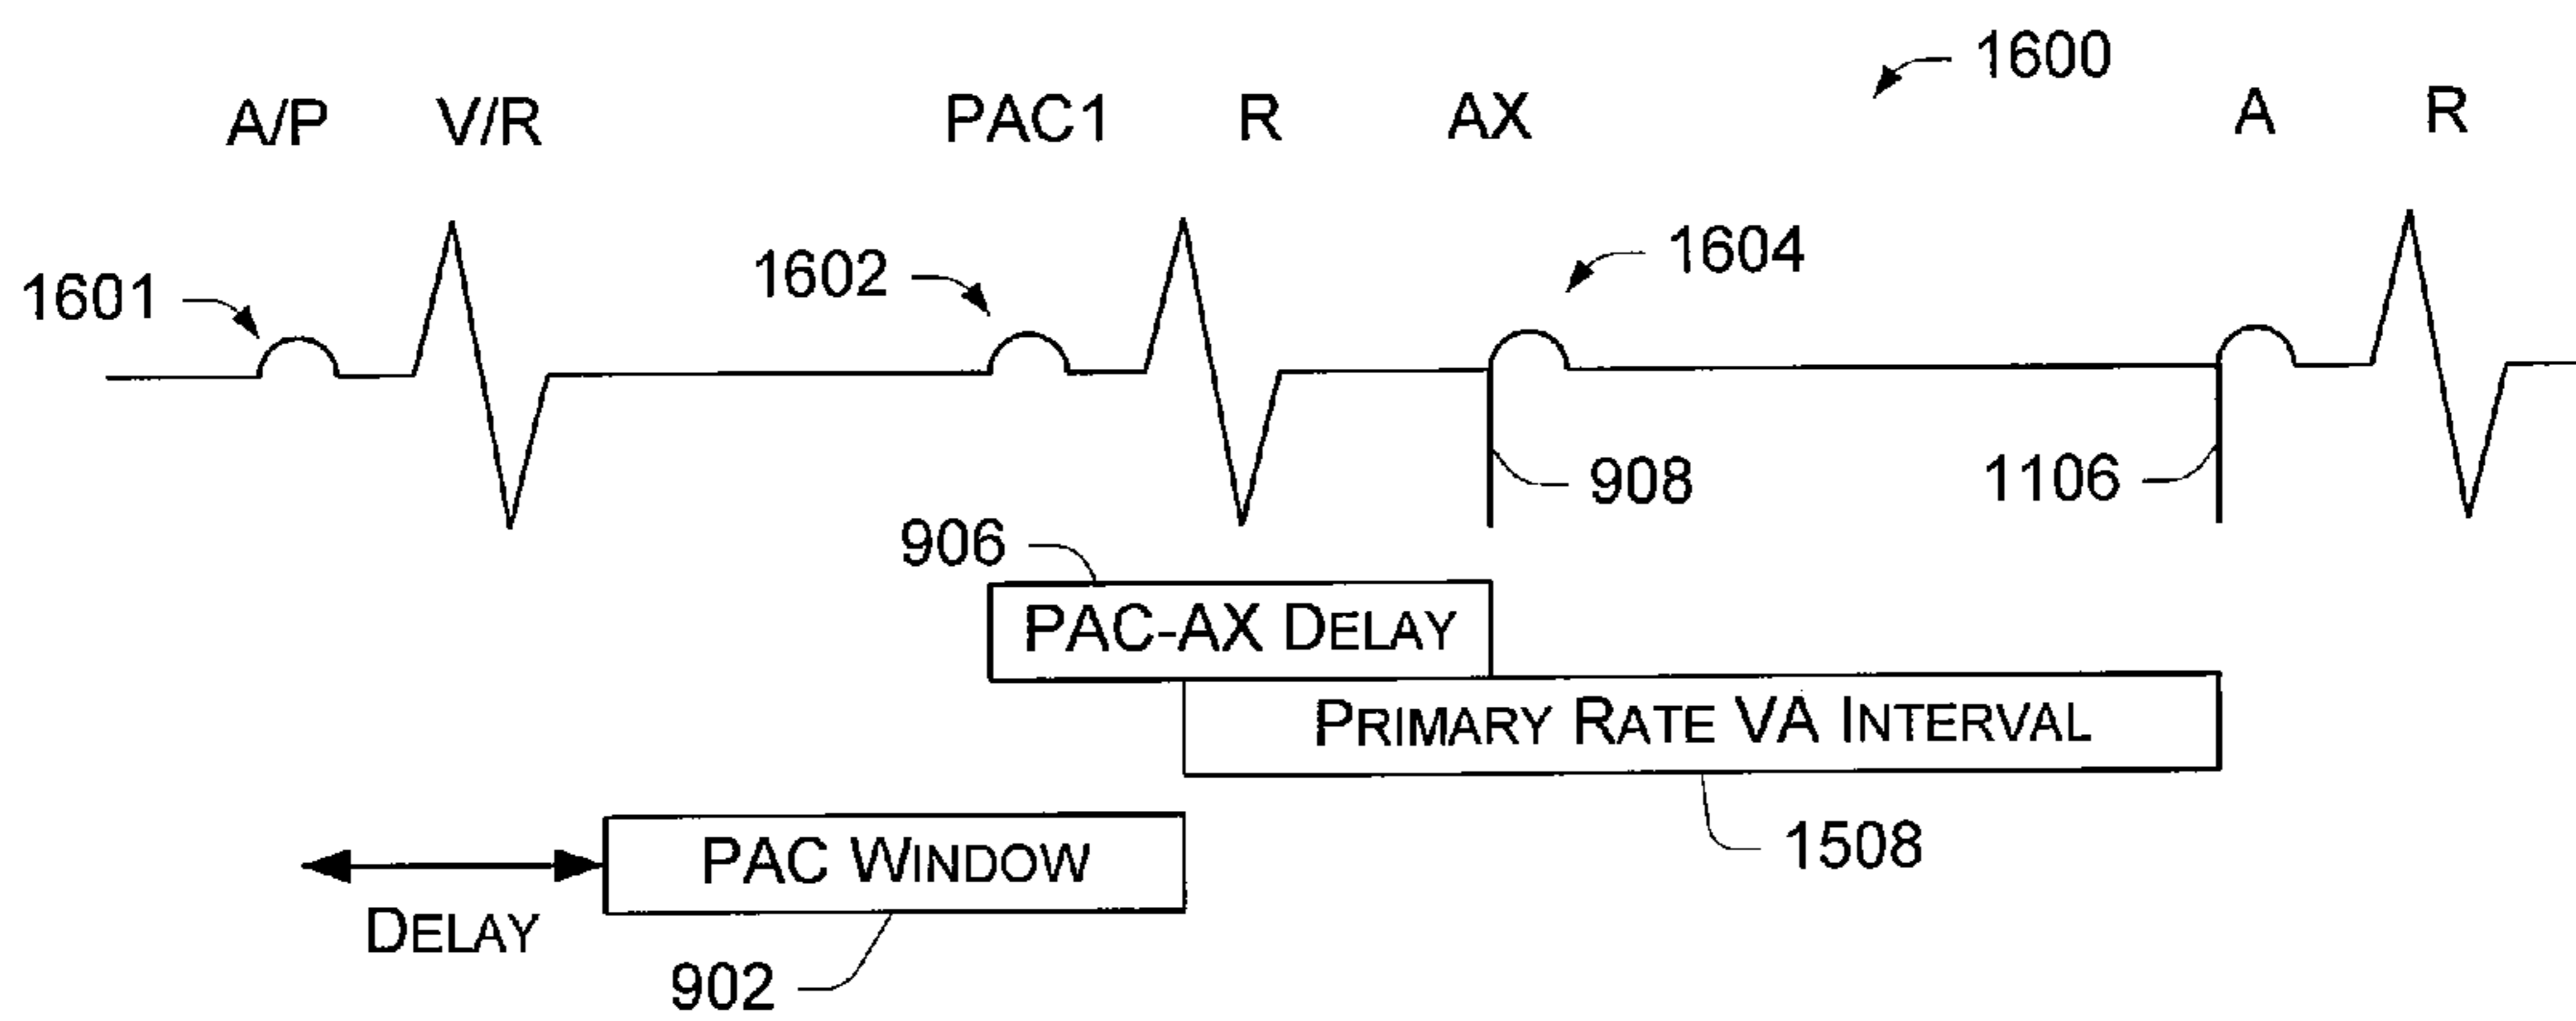 1600
A/P V/R PAC1 R AX A R
1601
1602
1604
908
1106
906
PAC-AX DELAY
PRIMARY RATE VA INTERVAL
1508
PAC WINDOW
DELAY
902